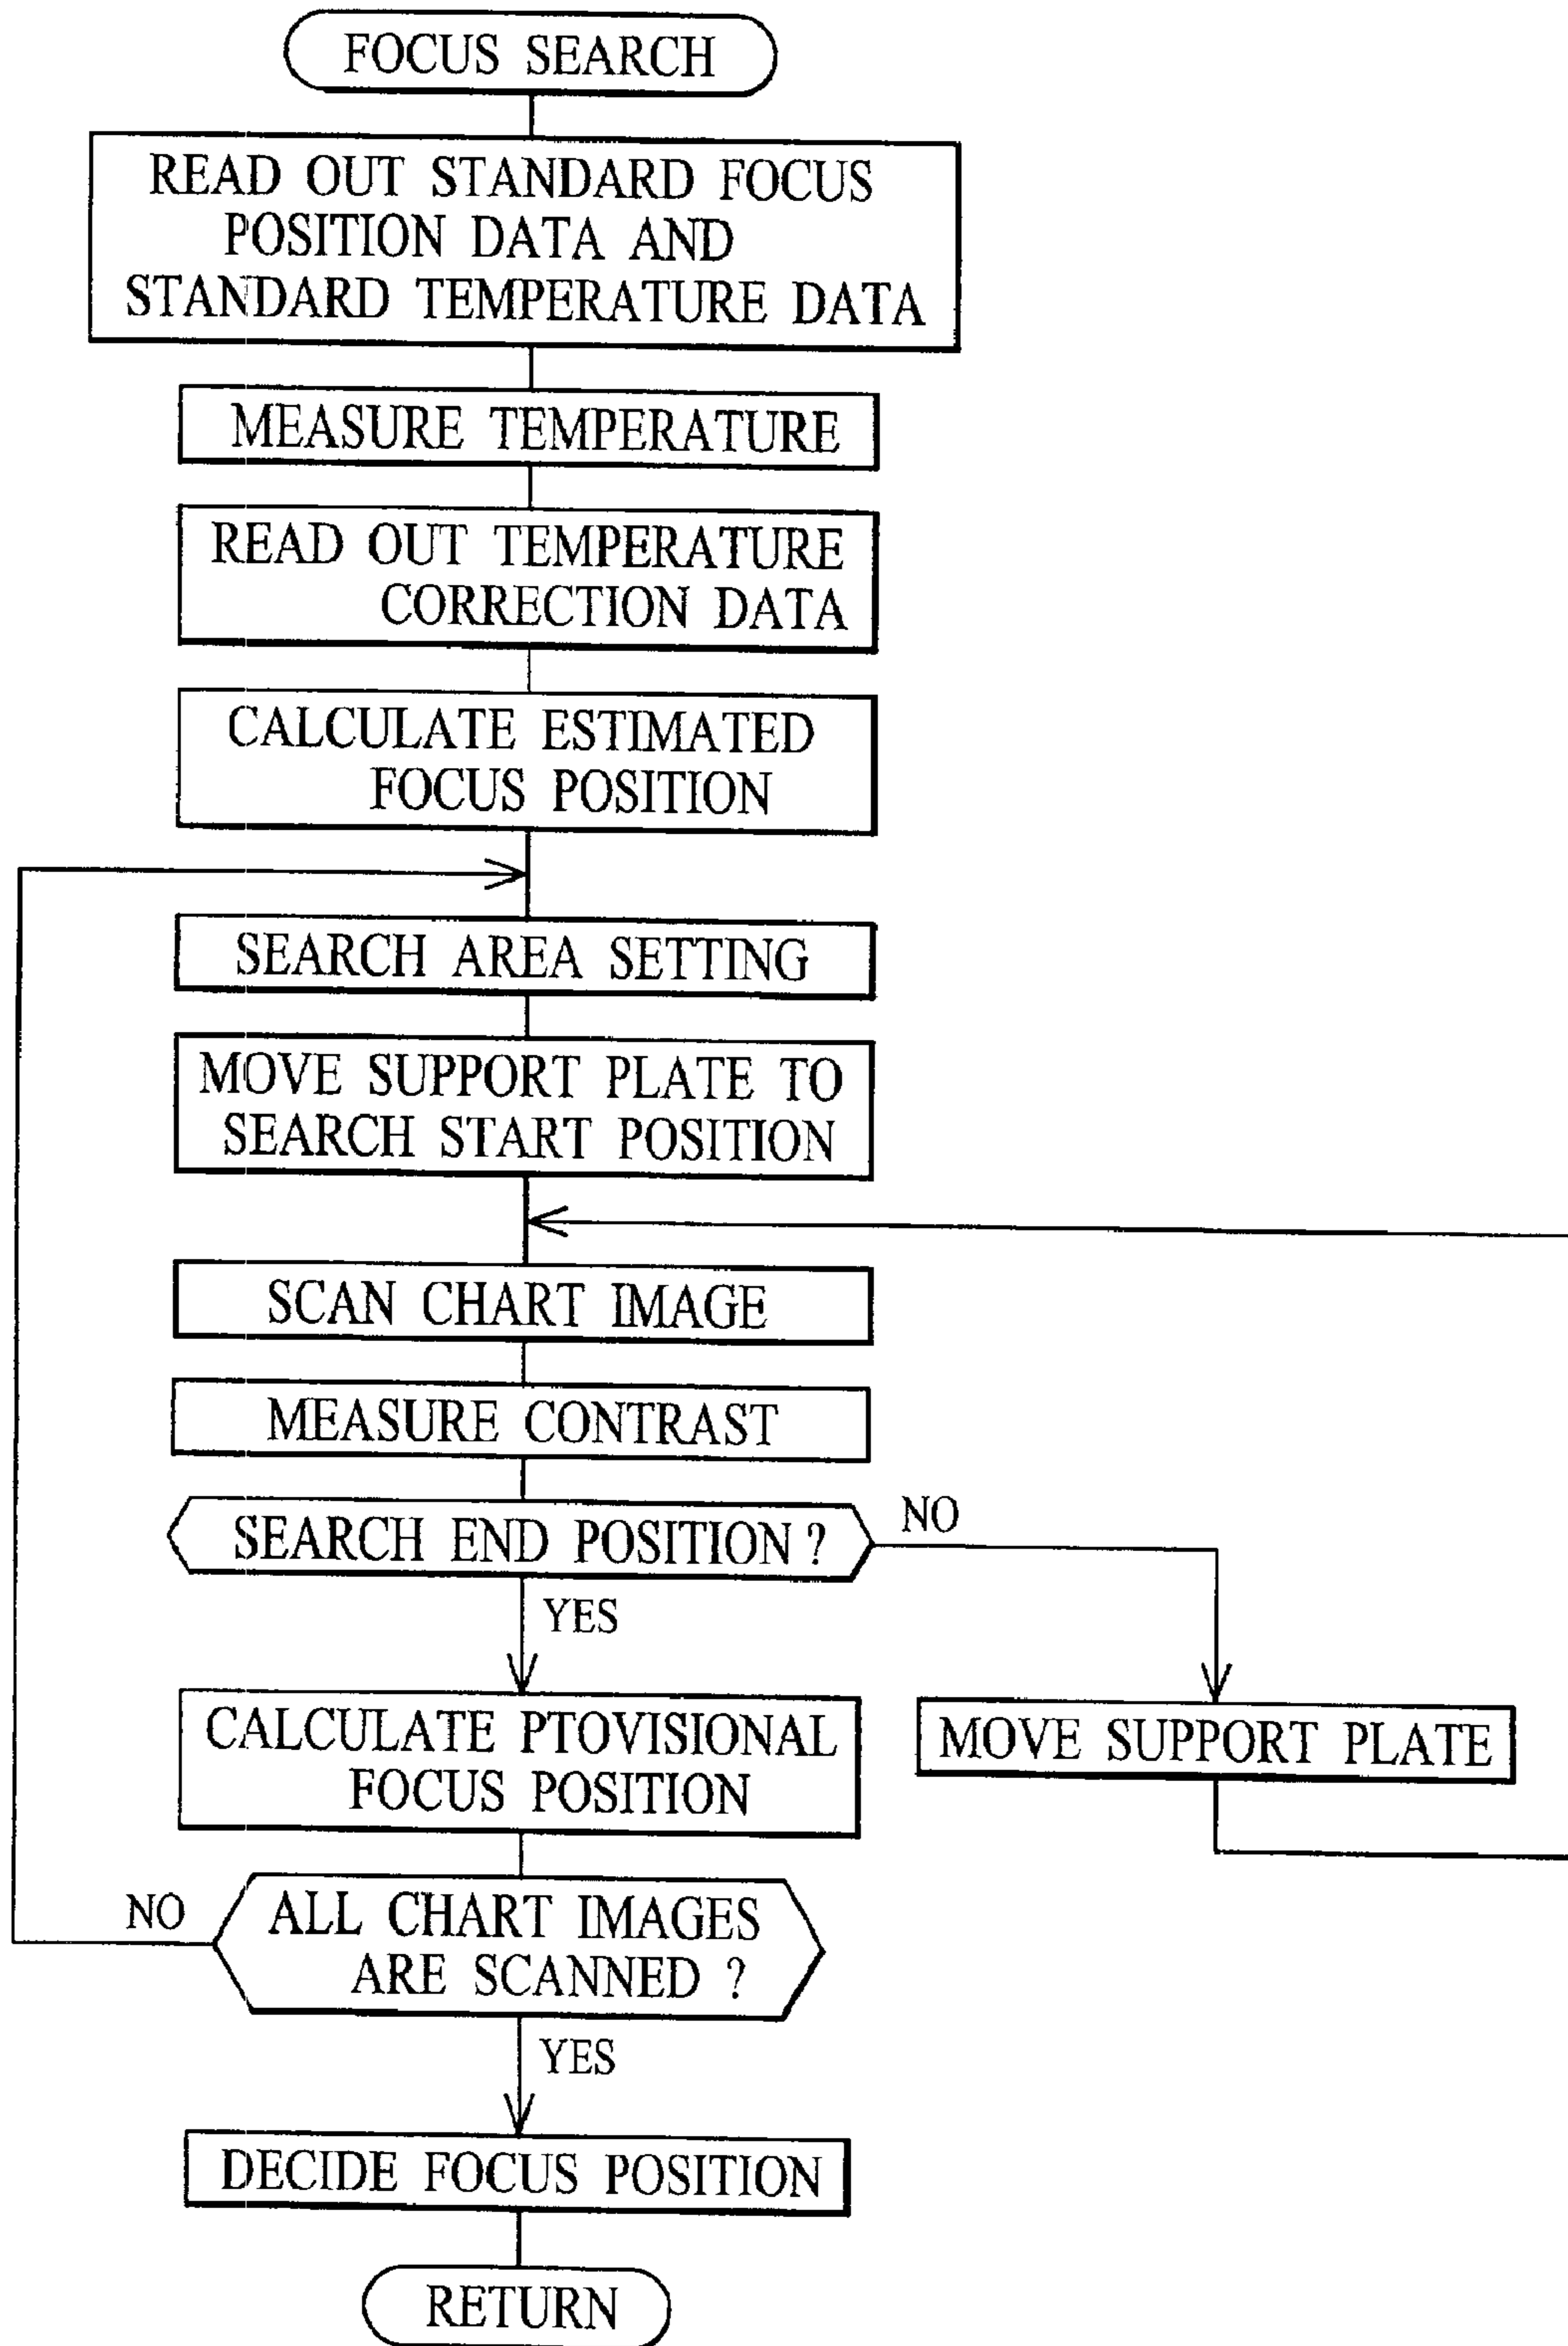 FOCUS SEARCH
READ OUT STANDARD FOCUS
POSITION DATA AND
STANDARD TEMPERATURE DATA
MEASURE TEMPERATURE
READ OUT TEMPERATURE
CORRECTION DATA
CALCULATE ESTIMATED
FOCUS POSITION
SEARCH AREA SETTING
MOVE SUPPORT PLATE TO
SEARCH START POSITION
SCAN CHART IMAGE
MEASURE CONTRAST
SEARCH END POSITION ?
NO
YES
CALCULATE PTOVISIONAL
FOCUS POSITION
MOVE SUPPORT PLATE
NO
ALL CHART IMAGES
ARE SCANNED ?
YES
DECIDE FOCUS POSITION
RETURN